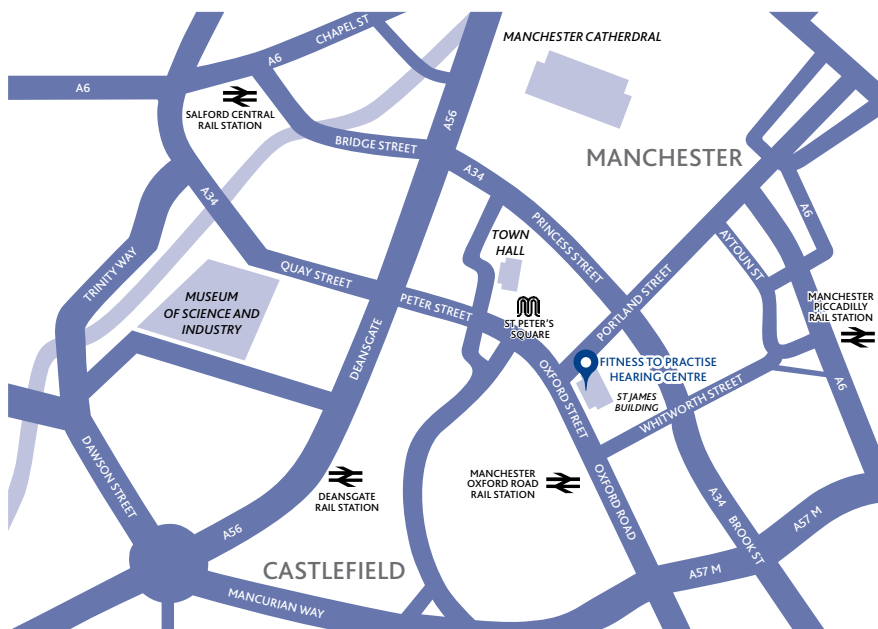 CHAPEL ST
A6
MANCHESTER CATHERDRAL
A6
SALFORD CENTRAL
RAIL STATION
A56
BRIDGE STREET
MANCHESTER
A34
A34
PRINCESS STREET
A6
TOWN
HALL
AYTOUN ST
TRINITY WAY
QUAY STREET
MUSEUM
OF SCIENCE AND
INDUSTRY
PETER STREET
ST PETER'S
SQUARE
PORTLAND STREET
MANCHESTER
PICCADILLY
RAIL STATION
DEANSGATE
OXFORD STREET
FITNESS TO PRACTISE
HEARING CENTRE
ST JAMES
BUILDING
WHITWORTH STREET
A6
DAWSON STREET
DEANSGATE
RAIL STATION
MANCHESTER
OXFORD ROAD
RAIL STATION
OXFORD ROAD
A34
BROOK ST
A57 M
A56
CASTLEFIELD
A57 M
MANCURIAN WAY